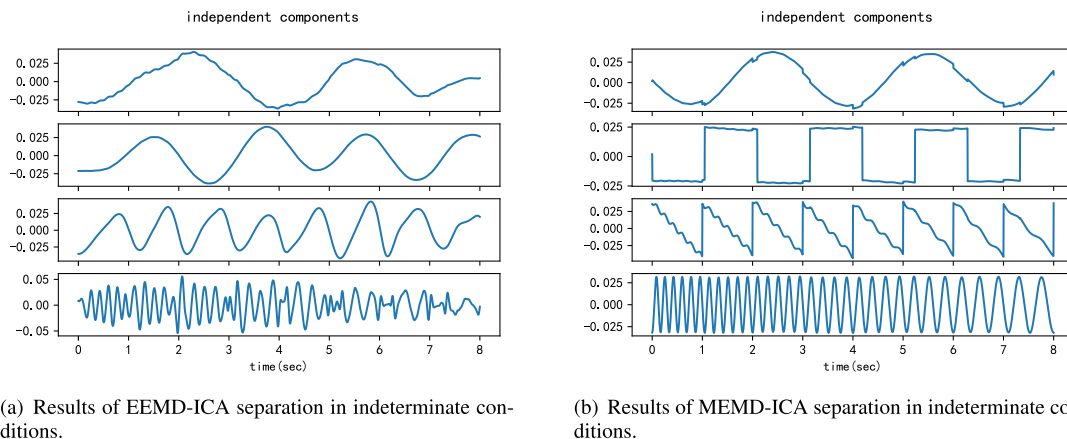 independent components
0.025
0.000
−0.025
0.025
0.000
−0.025
0.025
0.000
−0.025
0.05
0.00
−0.05
0 1 2 3 4 5 6 7 8
time(sec)
(a) Results of EEMD-ICA separation in indeterminate con-
ditions.
independent components
0.025
0.000
−0.025
0.025
0.000
−0.025
0.025
0.000
−0.025
0.025
0.000
−0.025
0 1 2 3 4 5 6 7 8
time(sec)
(b) Results of MEMD-ICA separation in indeterminate co
ditions.